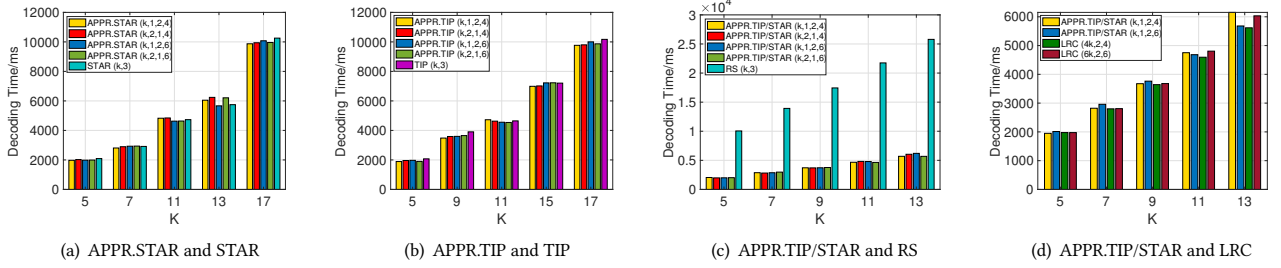 12000
10000
8000
6000
4000
2000
0
Decoding Time/ms
APPR.STAR (k,1,2,4)
APPR.STAR (k,2,1,4)
APPR.STAR (k,1,2,6)
APPR.STAR (k,2,1,6)
STAR (k,3)
5 7 11 13 17
K
(a) APPR.STAR and STAR
12000
10000
8000
6000
4000
2000
0
Decoding Time/ms
APPR.TIP (k,1,2,4)
APPR.TIP (k,2,1,4)
APPR.TIP (k,1,2,6)
APPR.TIP (k,2,1,6)
TIP (k,3)
5 9 11 15 17
K
(b) APPR.TIP and TIP
×10⁴
3
2.5
2
1.5
1
0.5
0
Decoding Time/ms
APPR.TIP/STAR (k,1,2,4)
APPR.TIP/STAR (k,2,1,4)
APPR.TIP/STAR (k,1,2,6)
APPR.TIP/STAR (k,2,1,6)
RS (k,3)
5 7 9 11 13
K
(c) APPR.TIP/STAR and RS
6000
5000
4000
3000
2000
1000
0
Decoding Time/ms
APPR.TIP/STAR (k,1,2,4)
APPR.TIP/STAR (k,1,2,6)
LRC (4k,2,4)
LRC (6k,2,6)
5 7 9 11 13
K
(d) APPR.TIP/STAR and LRC